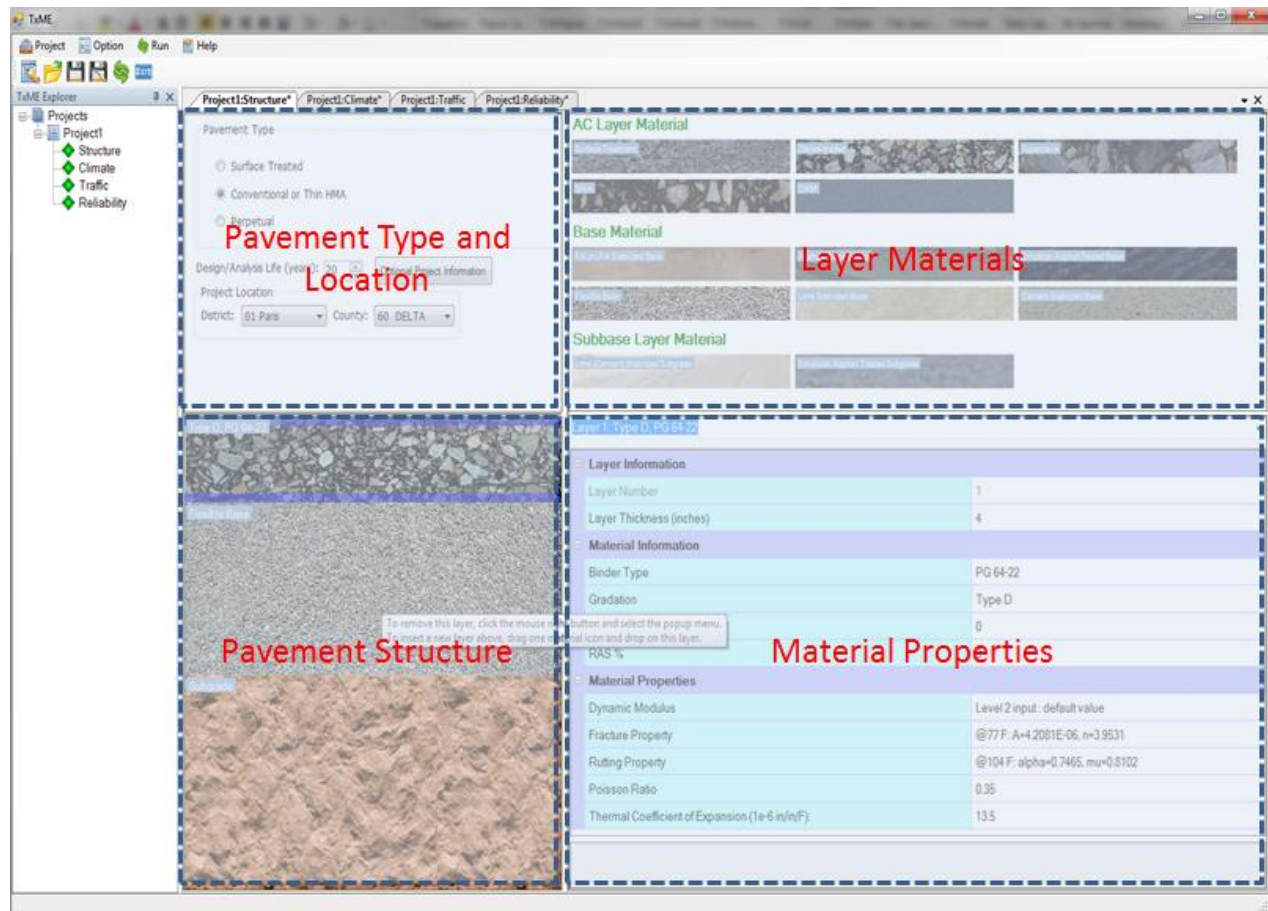 TxME
Project Option Run Help
TxME Explorer
Projects
Project1
Structure
Climate
Traffic
Reliability
Project1:Structure* Project1:Climate* Project1:Traffic Project1:Reliability*
Pavement Type
Surface Treated
Conventional or Thin HMA
Perpetual
Pavement Type and
Location
Design/Analysis Life (years): 20 Optional Project Information
Project Location
District: 01 Paris County: 60 DELTA
AC Layer Material
Base Material
Layer Materials
Subbase Layer Material
Type D, PG 64-22
Flexible Base
Subgrade
Pavement Structure
To remove this layer, click the mouse right button and select the popup menu.
To insert a new layer above, drag one material icon and drop on this layer.
Layer 1: Type D, PG 64-22
Layer Information
Layer Number 1
Layer Thickness (inches) 4
Material Information
Binder Type PG 64-22
Gradation Type D
0
RAS %
Material Properties
Material Properties
Dynamic Modulus Level 2 input : default value
Fracture Property @77 F: A=4.2081E-06, n=3.9531
Rutting Property @104 F: alpha=0.7465, mu=0.8102
Poisson Ratio 0.35
Thermal Coefficient of Expansion (1e-6 in/in/F): 13.5